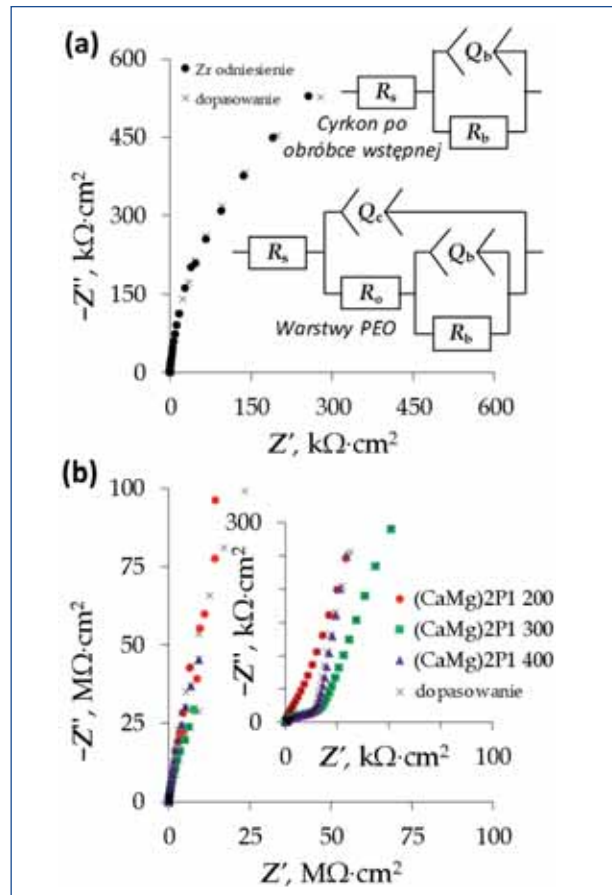 (a)
600
450
300
150
0
−Z'', kΩ·cm²
Zr odniesienie
dopasowanie
Rs
Qb
Rb
Cyrkon po
obróbce wstępnej
Rs
Qc
Ro
Qb
Rb
Warstwy PEO
0 150 300 450 600
Z', kΩ·cm²
(b)
100
75
50
25
0
−Z'', MΩ·cm²
300
0
−Z'', kΩ·cm²
0 100
Z', kΩ·cm²
(CaMg)2P1 200
(CaMg)2P1 300
(CaMg)2P1 400
dopasowanie
0 25 50 75 100
Z', MΩ·cm²